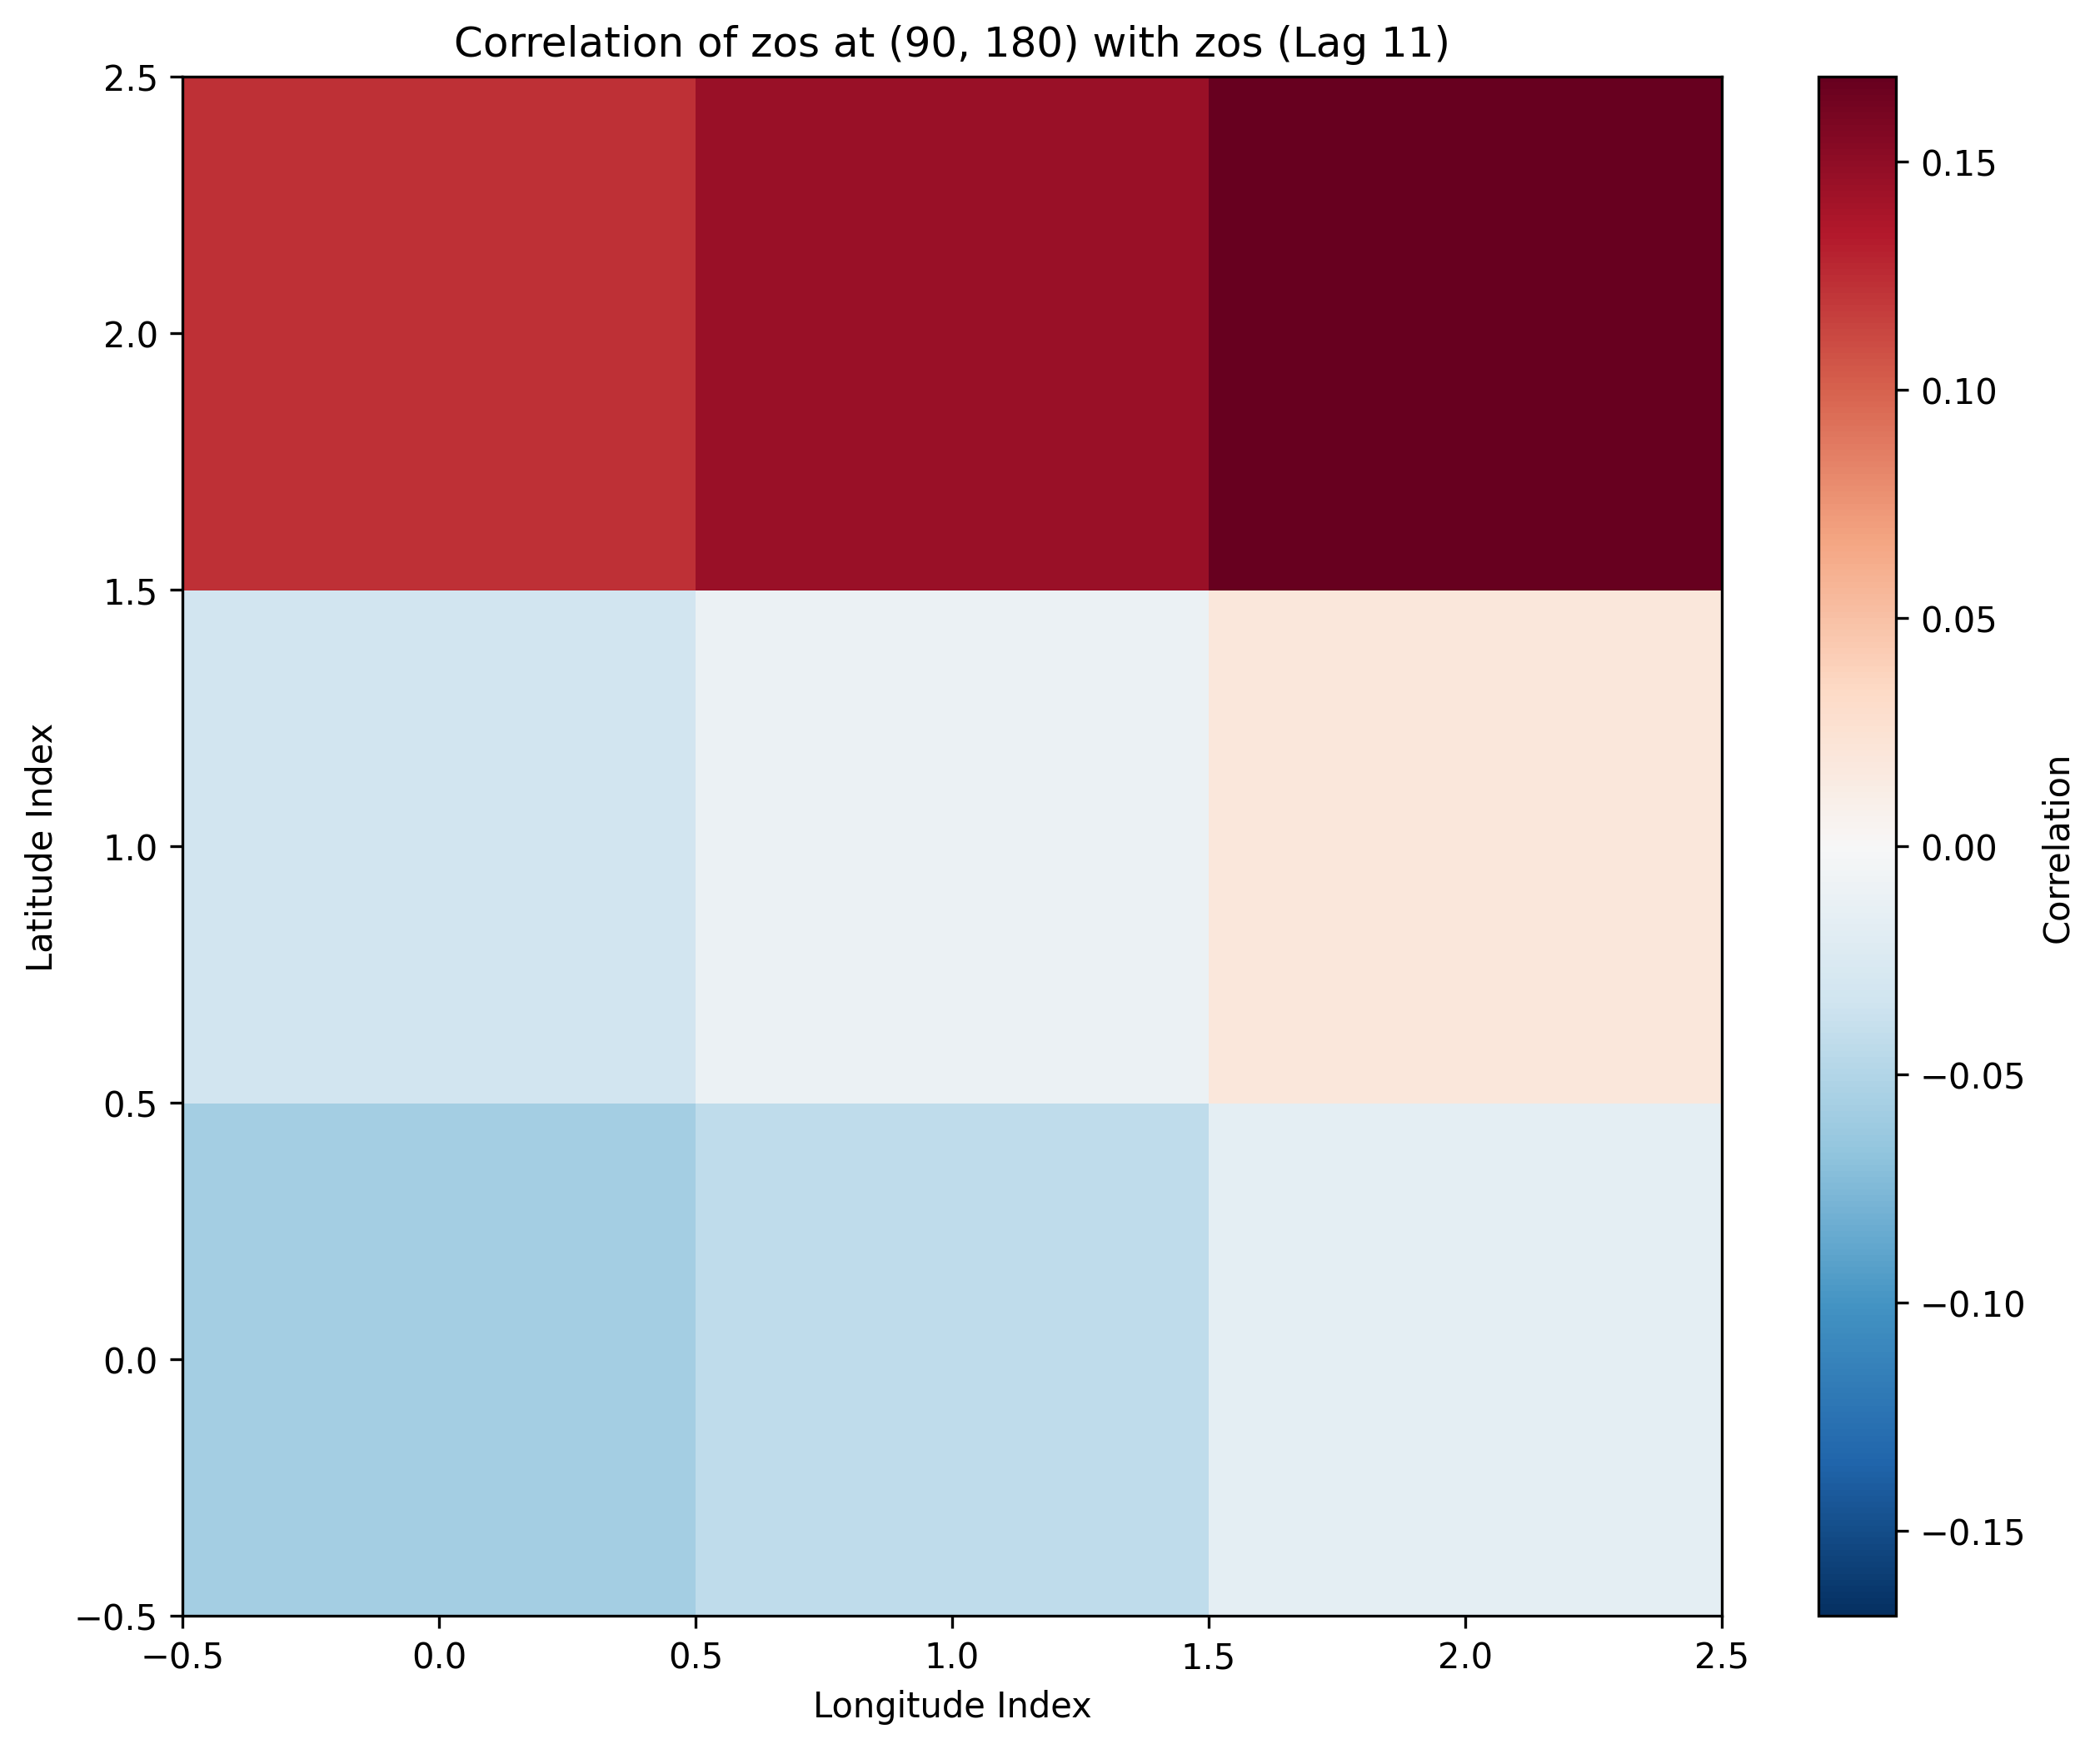 Correlation of zos at (90, 180) with zos (Lag 11)
2.5
2.0
1.5
1.0
0.5
0.0
−0.5
Latitude Index
−0.5 0.0 0.5 1.0 1.5 2.0 2.5
Longitude Index
0.15
0.10
0.05
0.00
−0.05
−0.10
−0.15
Correlation